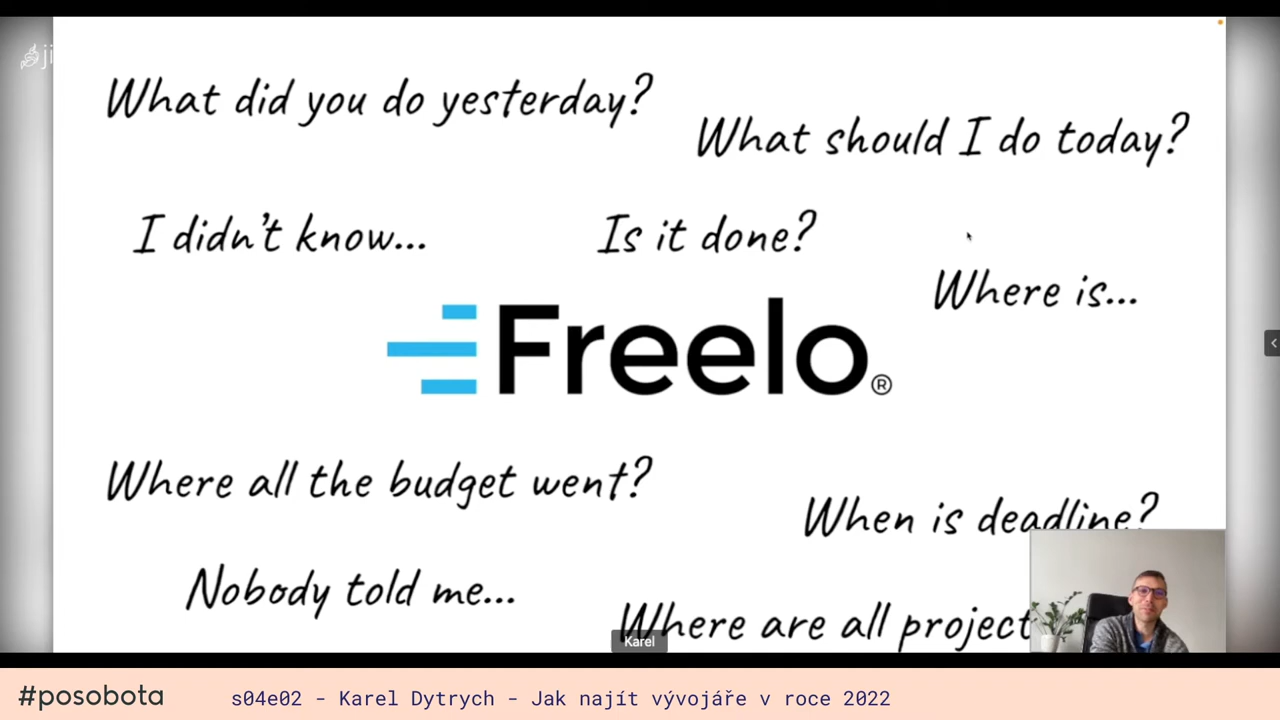 ji
What did you do yesterday?
What should I do today?
I didn't know...
Is it done?
Where is...
Freelo®
Where all the budget went?
When is deadline?
Nobody told me...
Where are all project
Karel
#posobota
s04e02 - Karel Dytrych - Jak najít vývojáře v roce 2022